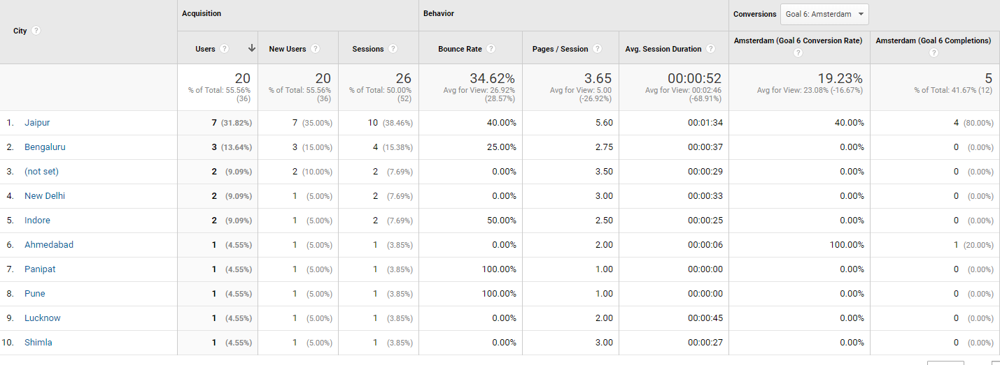 Acquisition Behavior Conversions Goal 6: Amsterdam
City ?
Users ? New Users ? Sessions ? Bounce Rate ? Pages / Session ? Avg. Session Duration ? Amsterdam (Goal 6 Conversion Rate) ? Amsterdam (Goal 6 Completions) ?
20 20 26 34.62% 3.65 00:00:52 19.23% 5
% of Total: 55.56% % of Total: 55.56% % of Total: 50.00% Avg for View: 26.92% Avg for View: 5.00 Avg for View: 00:02:46 Avg for View: 23.08% (-16.67%) % of Total: 41.67% (12)
(36) (36) (52) (28.57%) (-26.92%) (-68.91%)
1. Jaipur 7 (31.82%) 7 (35.00%) 10 (38.46%) 40.00% 5.60 00:01:34 40.00% 4 (80.00%)
2. Bengaluru 3 (13.64%) 3 (15.00%) 4 (15.38%) 25.00% 2.75 00:00:37 0.00% 0 (0.00%)
3. (not set) 2 (9.09%) 2 (10.00%) 2 (7.69%) 0.00% 3.50 00:00:29 0.00% 0 (0.00%)
4. New Delhi 2 (9.09%) 1 (5.00%) 2 (7.69%) 0.00% 3.00 00:00:33 0.00% 0 (0.00%)
5. Indore 2 (9.09%) 1 (5.00%) 2 (7.69%) 50.00% 2.50 00:00:25 0.00% 0 (0.00%)
6. Ahmedabad 1 (4.55%) 1 (5.00%) 1 (3.85%) 0.00% 2.00 00:00:06 100.00% 1 (20.00%)
7. Panipat 1 (4.55%) 1 (5.00%) 1 (3.85%) 100.00% 1.00 00:00:00 0.00% 0 (0.00%)
8. Pune 1 (4.55%) 1 (5.00%) 1 (3.85%) 100.00% 1.00 00:00:00 0.00% 0 (0.00%)
9. Lucknow 1 (4.55%) 1 (5.00%) 1 (3.85%) 0.00% 2.00 00:00:45 0.00% 0 (0.00%)
10. Shimla 1 (4.55%) 1 (5.00%) 1 (3.85%) 0.00% 3.00 00:00:27 0.00% 0 (0.00%)